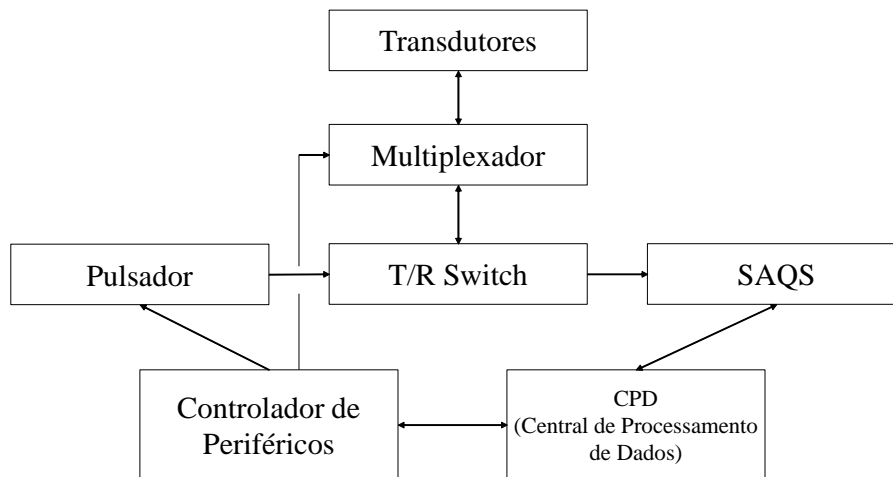 Transdutores
Multiplexador
Pulsador
T/R Switch
SAQS
Controlador de
Periféricos
CPD
(Central de Processamento
de Dados)